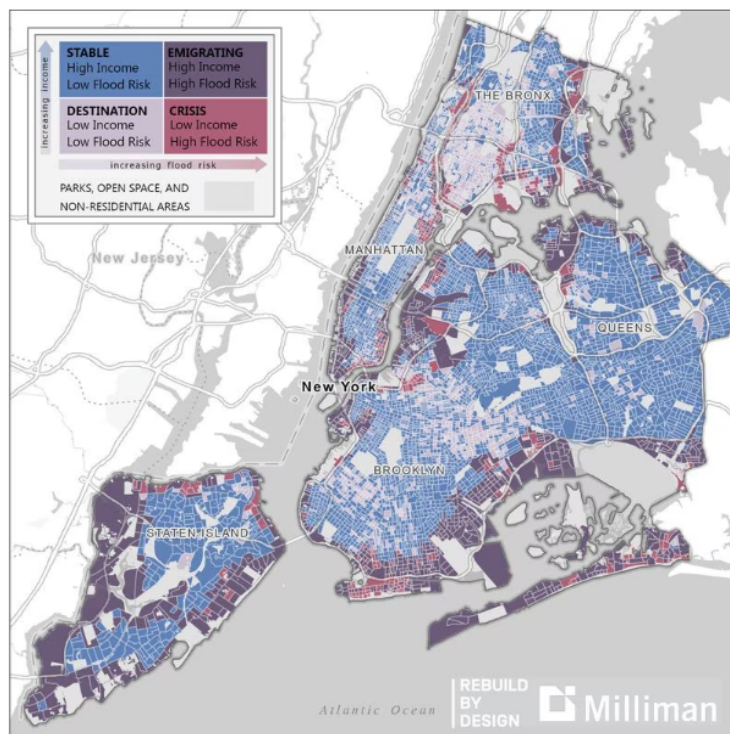 increasing income
STABLE
High Income
Low Flood Risk
EMIGRATING
High Income
High Flood Risk
DESTINATION
Low Income
Low Flood Risk
CRISIS
Low Income
High Flood Risk
increasing flood risk
PARKS, OPEN SPACE, AND
NON-RESIDENTIAL AREAS
THE BRONX
MANHATTAN
New Jersey
QUEENS
New York
BROOKLYN
STATEN ISLAND
Atlantic Ocean
REBUILD
BY
DESIGN
Milliman